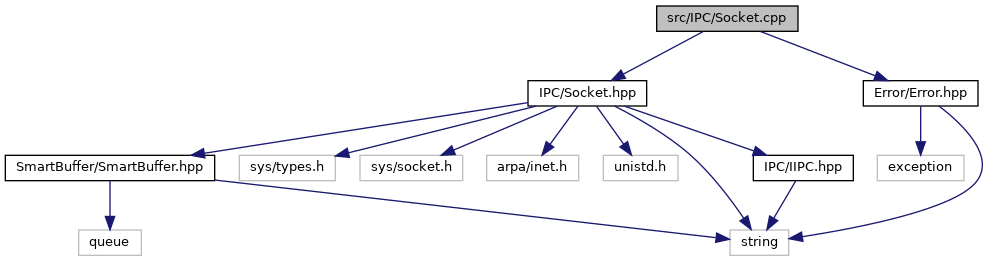 src/IPC/Socket.cpp
IPC/Socket.hpp
Error/Error.hpp
SmartBuffer/SmartBuffer.hpp
sys/types.h
sys/socket.h
arpa/inet.h
unistd.h
IPC/IIPC.hpp
exception
queue
string